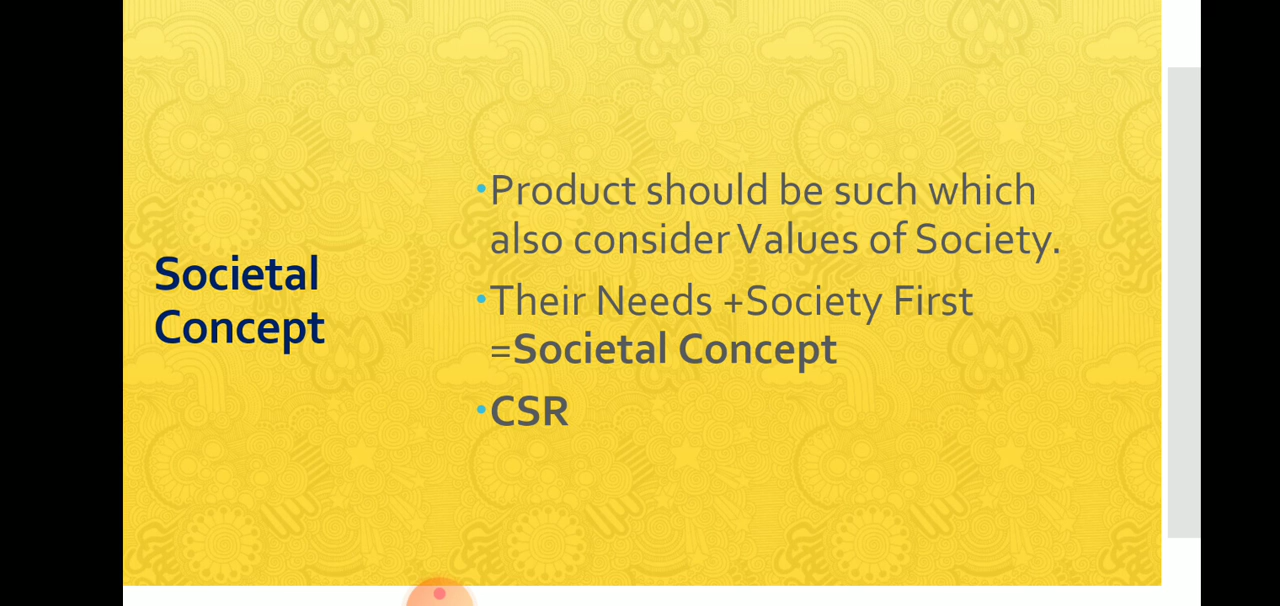 Societal
Concept
•Product should be such which
also consider Values of Society.
•Their Needs +Society First
=Societal Concept
•CSR